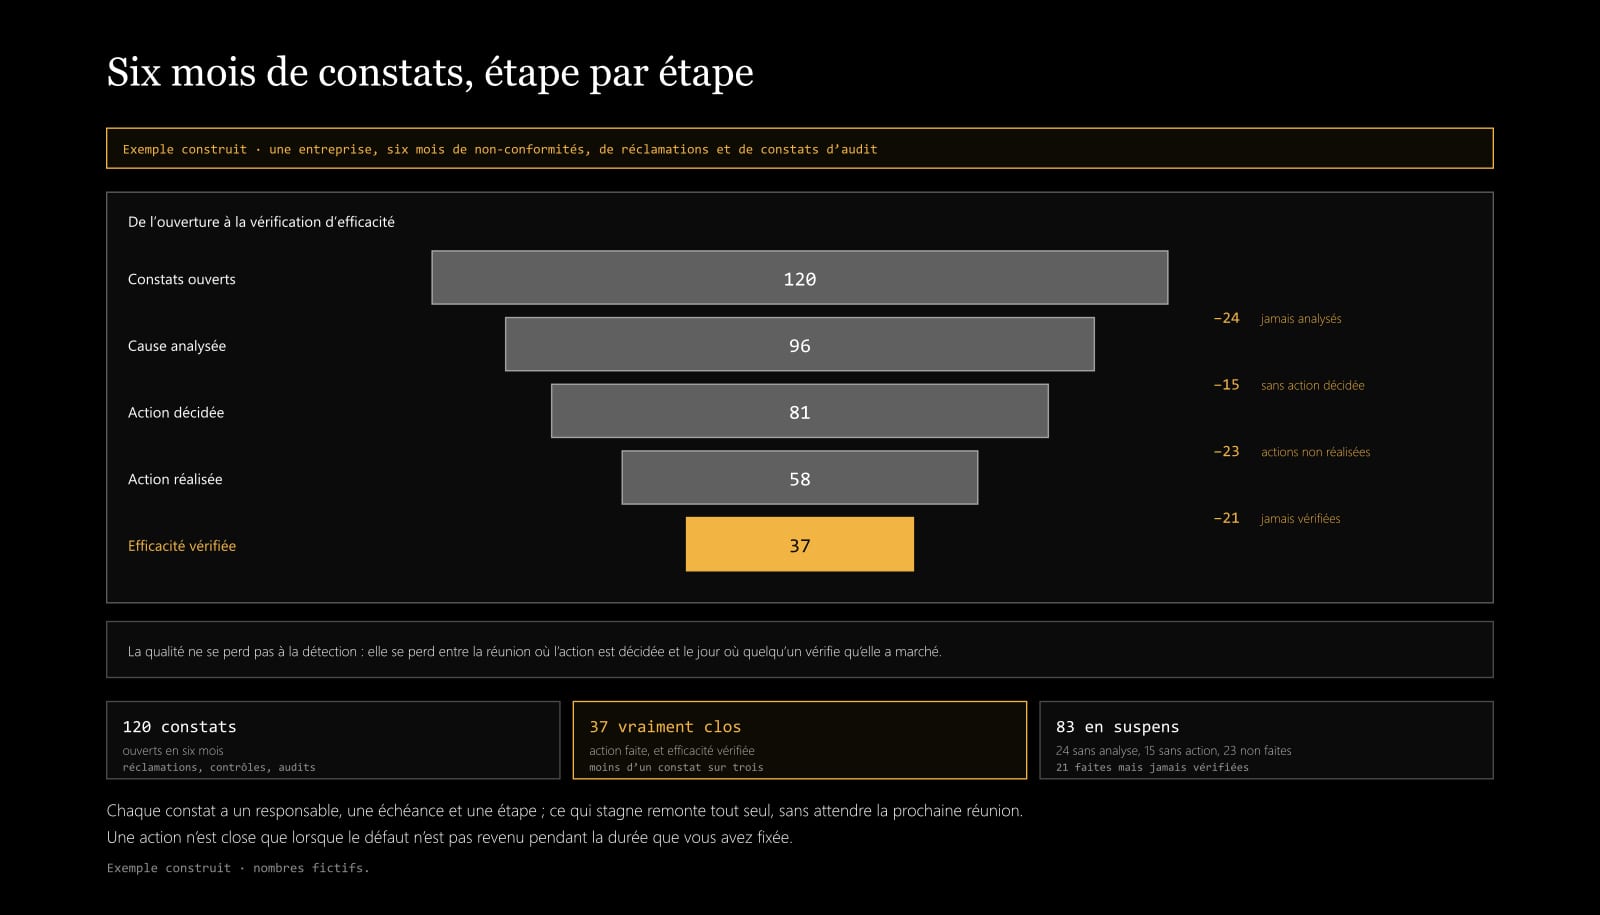 Six mois de constats, étape par étape
Exemple construit · une entreprise, six mois de non-conformités, de réclamations et de constats d’audit
De l’ouverture à la vérification d’efficacité
Constats ouverts
120
−24 jamais analysés
Cause analysée
96
−15 sans action décidée
Action décidée
81
−23 actions non réalisées
Action réalisée
58
−21 jamais vérifiées
Efficacité vérifiée
37
La qualité ne se perd pas à la détection : elle se perd entre la réunion où l’action est décidée et le jour où quelqu’un vérifie qu’elle a marché.
120 constats
ouverts en six mois
réclamations, contrôles, audits
37 vraiment clos
action faite, et efficacité vérifiée
moins d’un constat sur trois
83 en suspens
24 sans analyse, 15 sans action, 23 non faites
21 faites mais jamais vérifiées
Chaque constat a un responsable, une échéance et une étape ; ce qui stagne remonte tout seul, sans attendre la prochaine réunion.
Une action n’est close que lorsque le défaut n’est pas revenu pendant la durée que vous avez fixée.
Exemple construit · nombres fictifs.